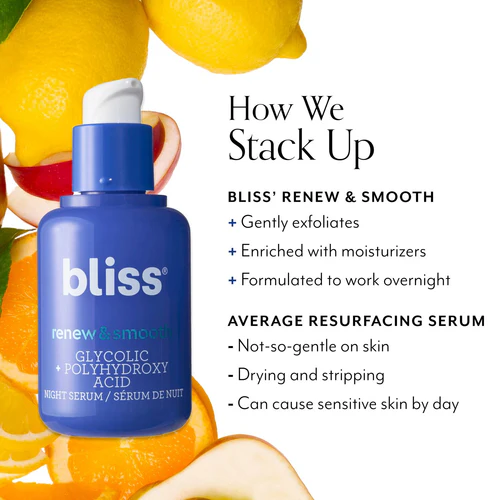 How We
Stack Up
BLISS' RENEW & SMOOTH
+ Gently exfoliates
+ Enriched with moisturizers
+ Formulated to work overnight
AVERAGE RESURFACING SERUM
- Not-so-gentle on skin
- Drying and stripping
- Can cause sensitive skin by day
bliss®
renew & smooth
GLYCOLIC
+ POLYHYDROXY
ACID
NIGHT SERUM / SÉRUM DE NUIT